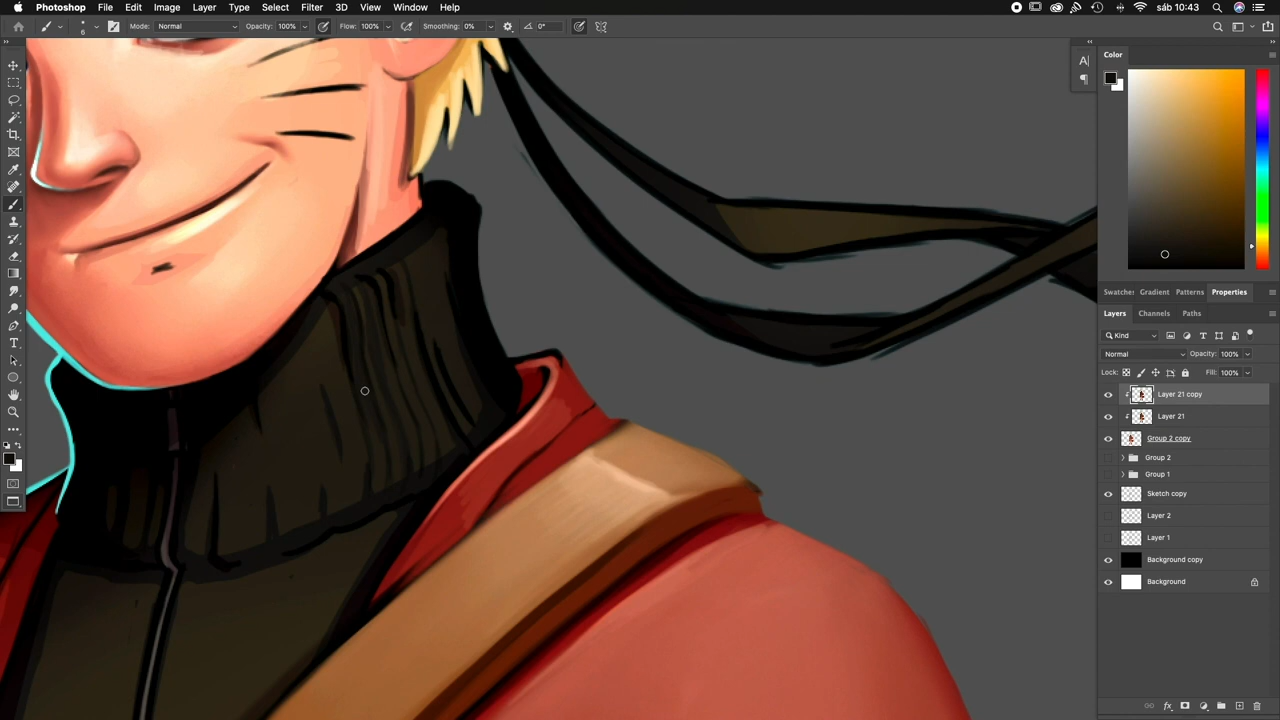 Photoshop File Edit Image Layer Type Select Filter 3D View Window Help sáb 10:43
6 Mode: Normal Opacity: 100% Flow: 100% Smoothing: 0% 0°
Color
A|
Swatches Gradient Patterns Properties
Layers Channels Paths
Kind
Normal Opacity: 100%
Lock: Fill: 100%
Layer 21 copy
Layer 21
Group 2 copy
Group 2
Group 1
Sketch copy
Layer 2
Layer 1
Background copy
Background